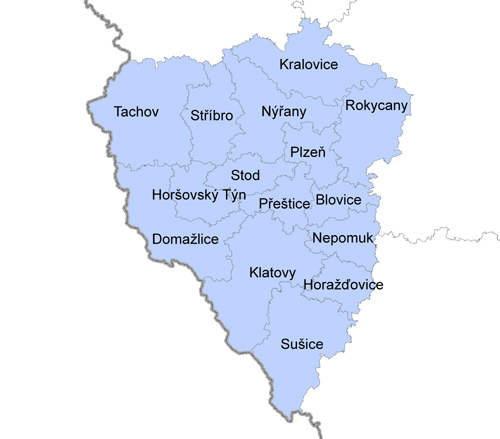 Kralovice
Tachov
Stříbro
Nýřany
Rokycany
Plzeň
Stod
Horšovský Týn
Přeštice
Blovice
Domažlice
Nepomuk
Klatovy
Horažďovice
Sušice